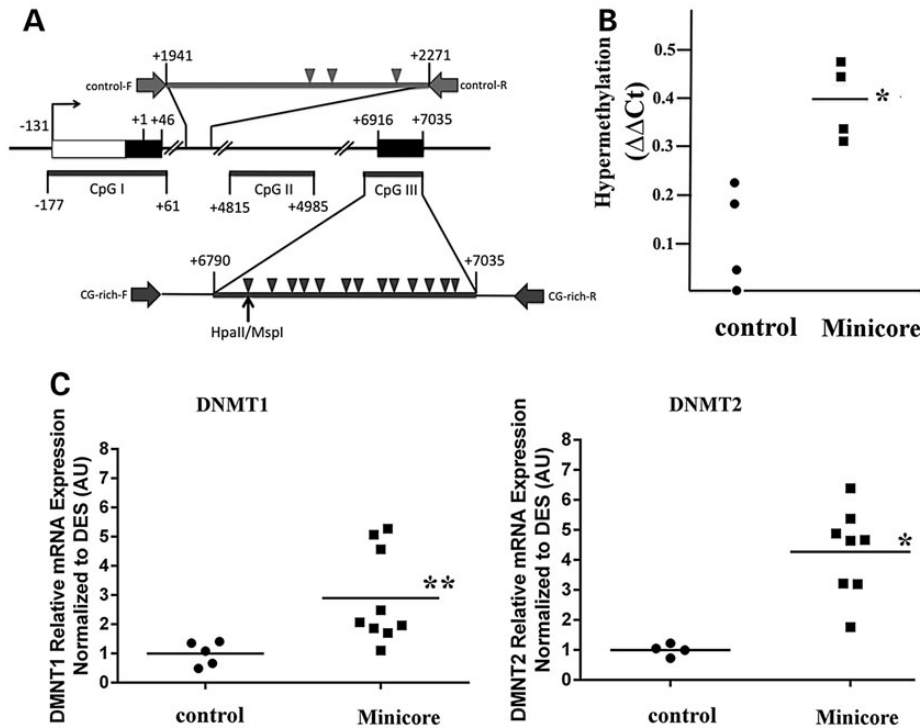 A
+1941
+2271
control-F
control-R
-131
+1
+46
+6916
+7035
CpG I
CpG II
CpG III
-177
+61
+4815
+4985
+6790
+7035
CG-rich-F
CG-rich-R
HpaII/MspI
B
Hypermethylation
(ΔΔCt)
0.5
0.4
0.2
0.1
*
control
Minicore
C
DNMT1
DMNT1 Relative mRNA Expression
Normalized to DES (AU)
8
7
6
5
4
3
2
1
0
**
control
Minicore
DNMT2
DMNT2 Relative mRNA Expression
Normalized to DES (AU)
8
7
6
5
4
3
2
1
0
*
control
Minicore